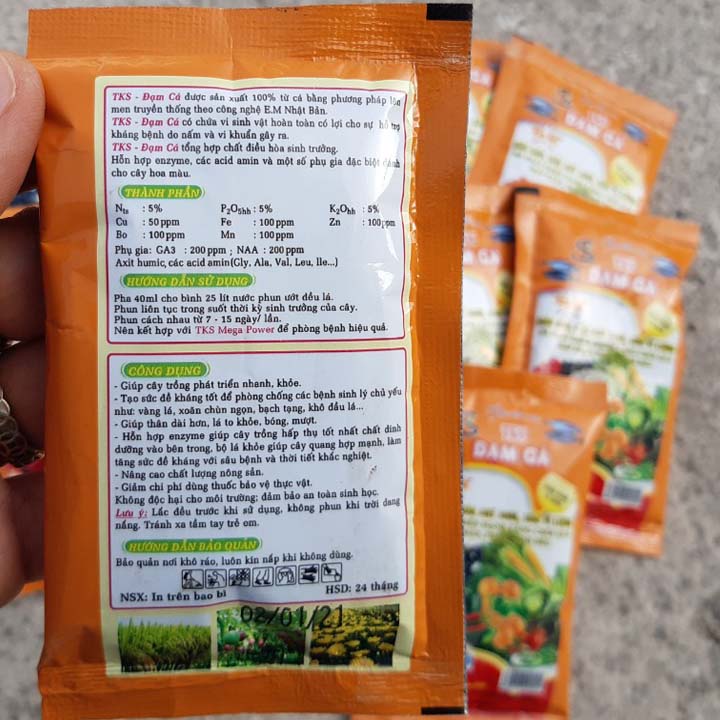 TKS - Đạm Cá được sản xuất 100% từ cá bằng phương pháp lên
men truyền thống theo công nghệ E.M Nhật Bản.
TKS - Đạm Cá có chứa vi sinh vật hoàn toàn có lợi cho sự hỗ trợ
kháng bệnh do nấm và vi khuẩn gây ra.
TKS - Đạm Cá tổng hợp chất điều hòa sinh trưởng.
Hỗn hợp enzyme, các acid amin và một số phụ gia đặc biệt dành
cho cây hoa màu.
THÀNH PHẦN
Nts : 5% P2O5hh : 5% K2Ohh : 5%
Cu : 50 ppm Fe : 100 ppm Zn : 100 ppm
Bo : 100 ppm Mn : 100 ppm
Phụ gia: GA3 : 200 ppm ; NAA : 200 ppm
Axit humic, các acid amin(Gly, Ala, Val, Leu, Ile...)
HƯỚNG DẪN SỬ DỤNG
Pha 40ml cho bình 25 lít nước phun ướt đều lá.
Phun liên tục trong suốt thời kỳ sinh trưởng của cây.
Phun cách nhau từ 7 - 15 ngày/ lần.
Nên kết hợp với TKS Mega Power để phòng bệnh hiệu quả.
CÔNG DỤNG
- Giúp cây trồng phát triển nhanh, khỏe.
- Tạo sức đề kháng tốt để phòng chống các bệnh sinh lý chủ yếu
như: vàng lá, xoăn chùn ngọn, bạch tạng, khô đầu lá...
- Giúp thân dài hơn, lá to khỏe, bóng, mượt.
- Hỗn hợp enzyme giúp cây trồng hấp thụ tốt nhất chất dinh
dưỡng vào bên trong, bộ lá khỏe giúp cây quang hợp mạnh, làm
tăng sức đề kháng với sâu bệnh và thời tiết khắc nghiệt.
- Nâng cao chất lượng nông sản.
- Giảm chi phí dùng thuốc bảo vệ thực vật.
Không độc hại cho môi trường; đảm bảo an toàn sinh học.
Lưu ý: Lắc đều trước khi sử dụng, không phun khi trời đang
nắng. Tránh xa tầm tay trẻ em.
HƯỚNG DẪN BẢO QUẢN
Bảo quản nơi khô ráo, luôn kín nắp khi không dùng.
NSX: In trên bao bì HSD: 24 tháng
02/01/21
ĐẠM CÁ
ĐẠM CÁ
ĐẠM CÁ